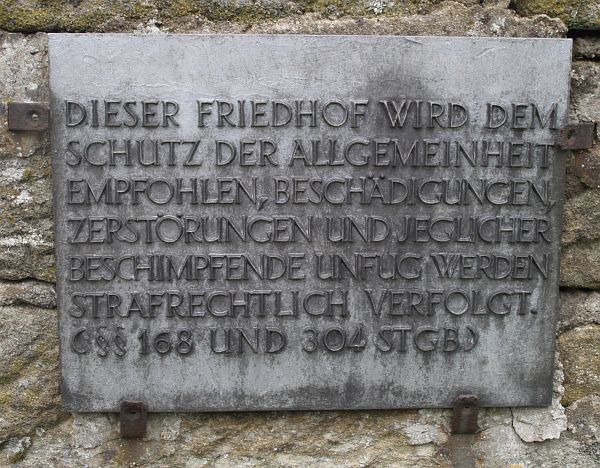 DIESER FRIEDHOF WIRD DEM
SCHUTZ DER ALLGEMEINHEIT
EMPFOHLEN, BESCHÄDIGUNGEN,
ZERSTÖRUNGEN UND JEGLICHER
BESCHIMPFENDE UNFUG WERDEN
STRAFRECHTLICH VERFOLGT.
(§§ 168 UND 304 STGB)